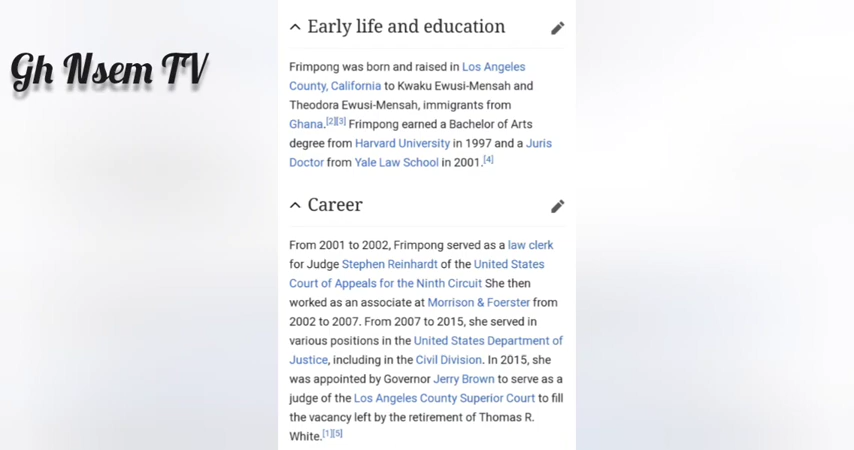 Gh Nsem TV
Early life and education
Frimpong was born and raised in Los Angeles
County, California to Kwaku Ewusi-Mensah and
Theodora Ewusi-Mensah, immigrants from
Ghana.[2][3] Frimpong earned a Bachelor of Arts
degree from Harvard University in 1997 and a Juris
Doctor from Yale Law School in 2001.[4]
Career
From 2001 to 2002, Frimpong served as a law clerk
for Judge Stephen Reinhardt of the United States
Court of Appeals for the Ninth Circuit She then
worked as an associate at Morrison & Foerster from
2002 to 2007. From 2007 to 2015, she served in
various positions in the United States Department of
Justice, including in the Civil Division. In 2015, she
was appointed by Governor Jerry Brown to serve as a
judge of the Los Angeles County Superior Court to fill
the vacancy left by the retirement of Thomas R.
White.[1][5]